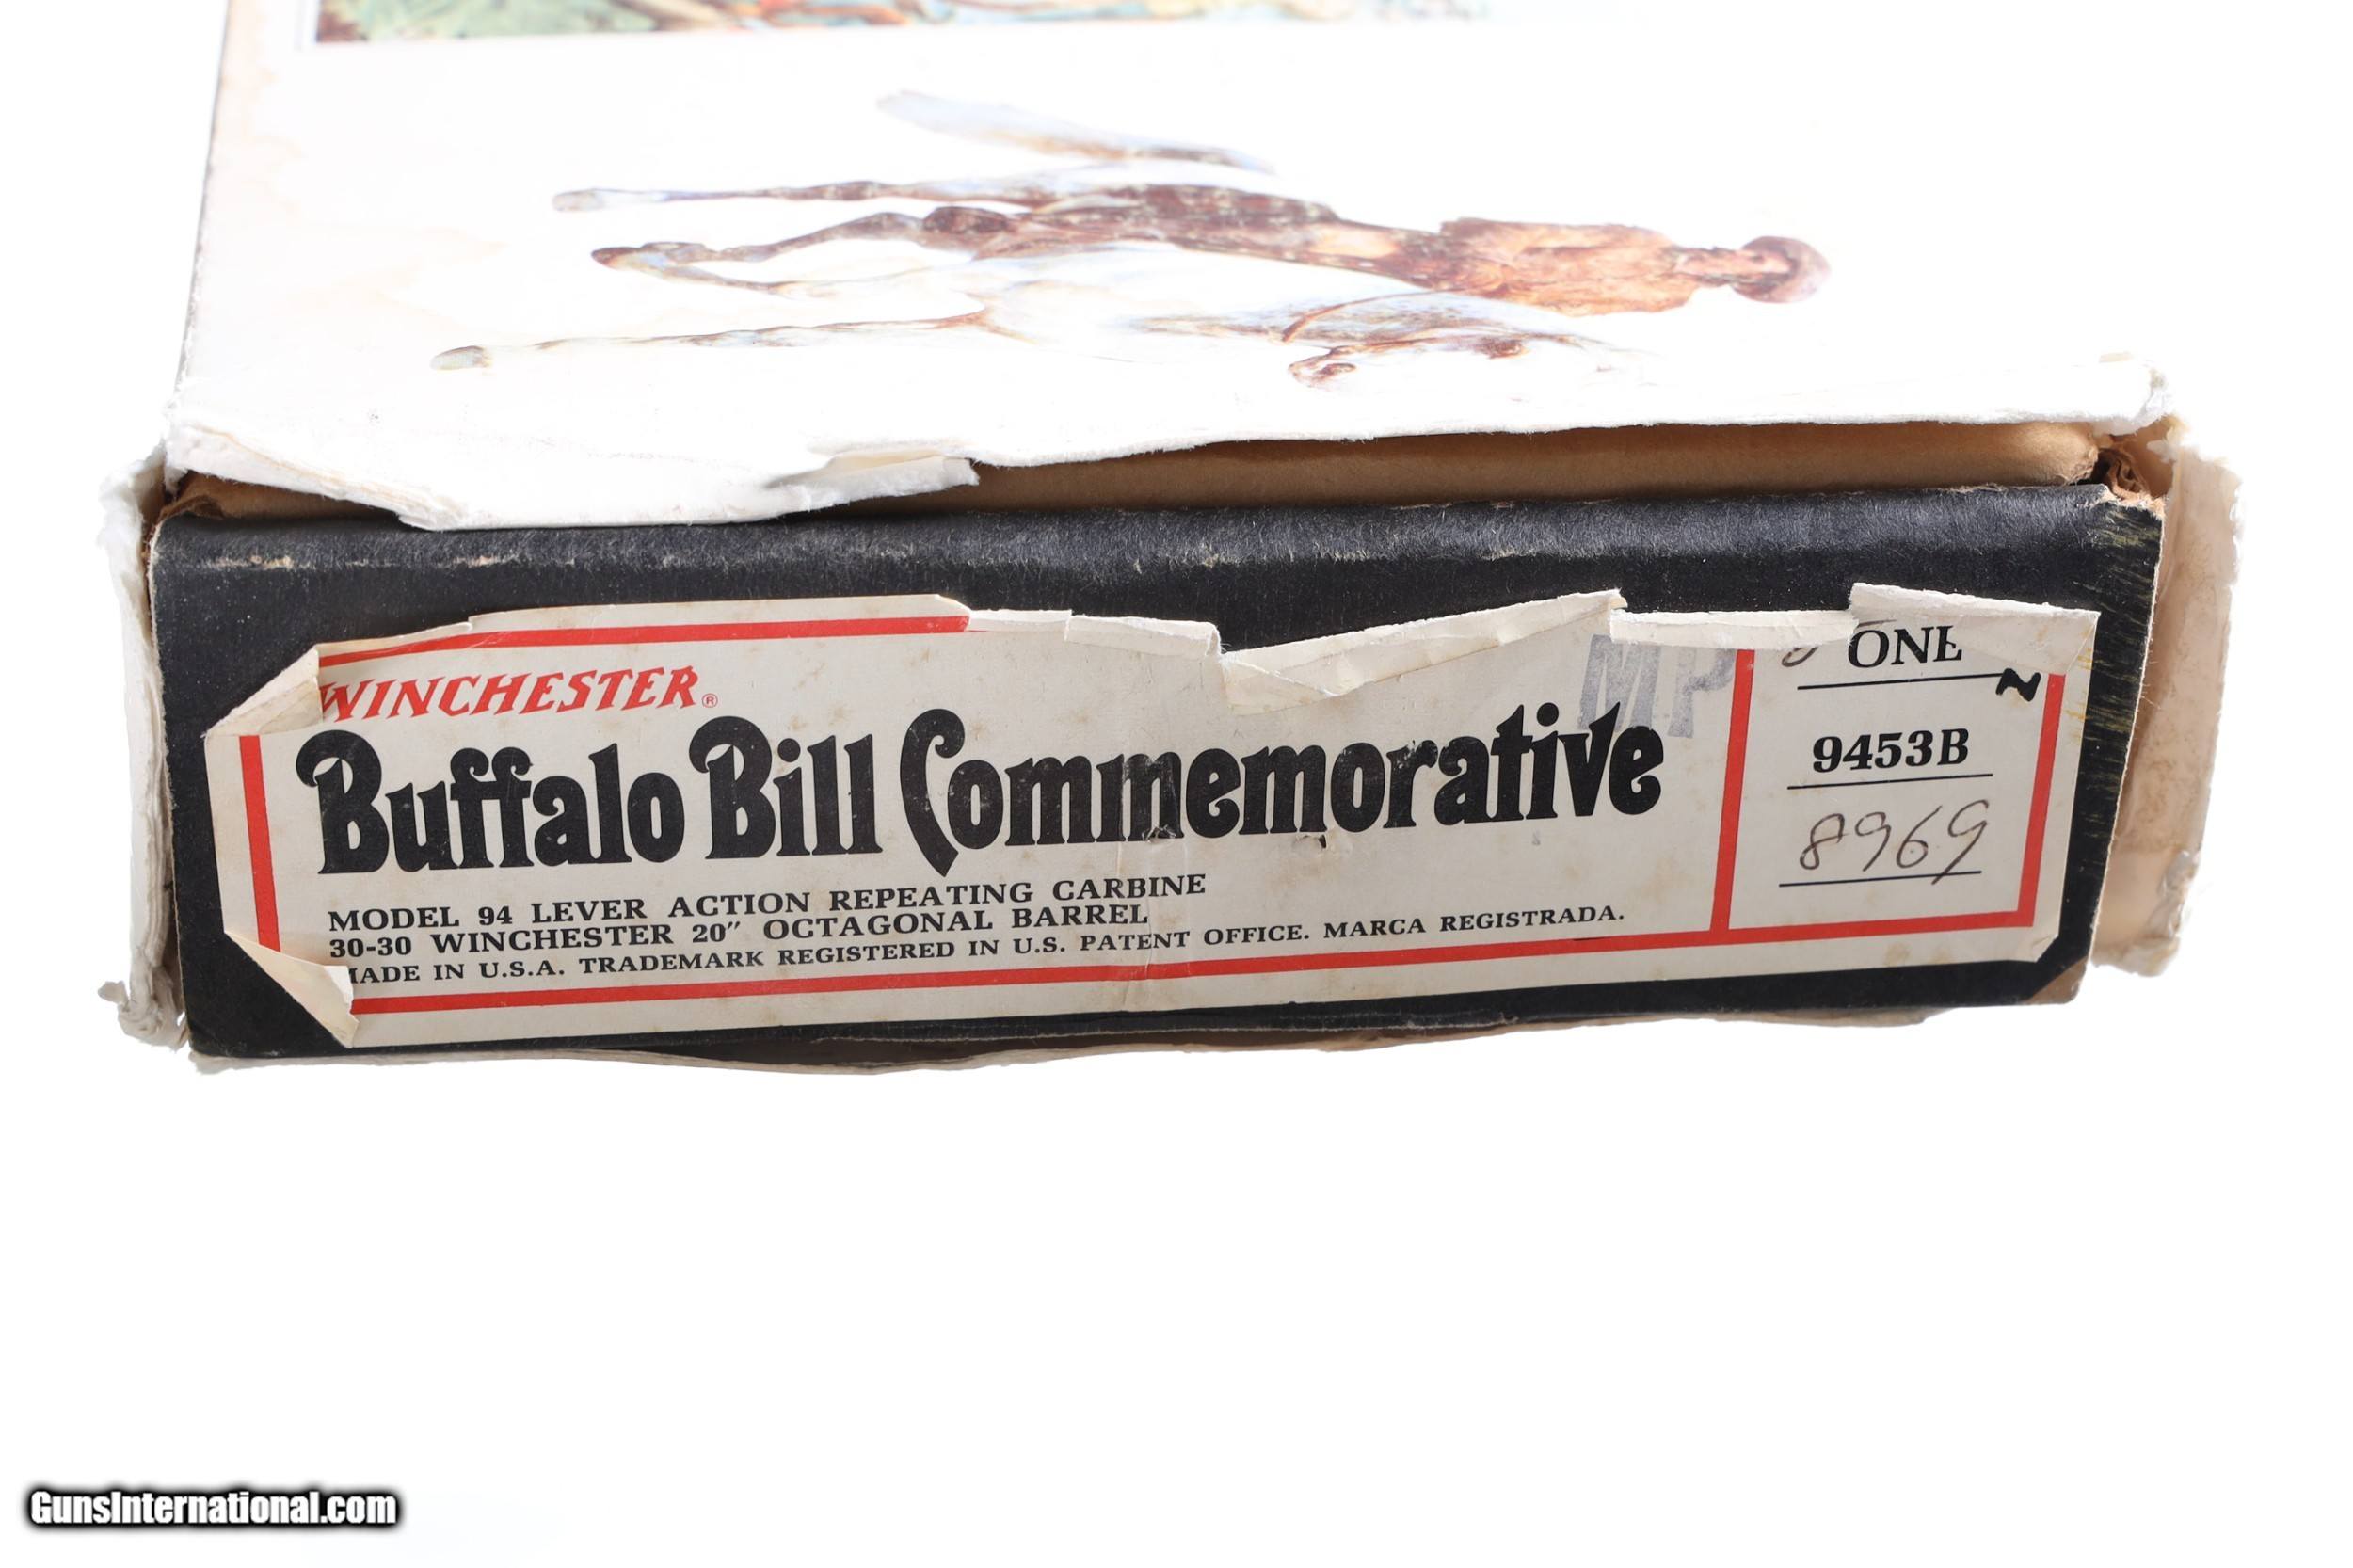 WINCHESTER®
MP
Buffalo Bill Commemorative
MODEL 94 LEVER ACTION REPEATING CARBINE
30-30 WINCHESTER 20″ OCTAGONAL BARREL
MADE IN U.S.A. TRADEMARK REGISTERED IN U.S. PATENT OFFICE. MARCA REGISTRADA.
ONE
9453B
8969
GunsInternational.com